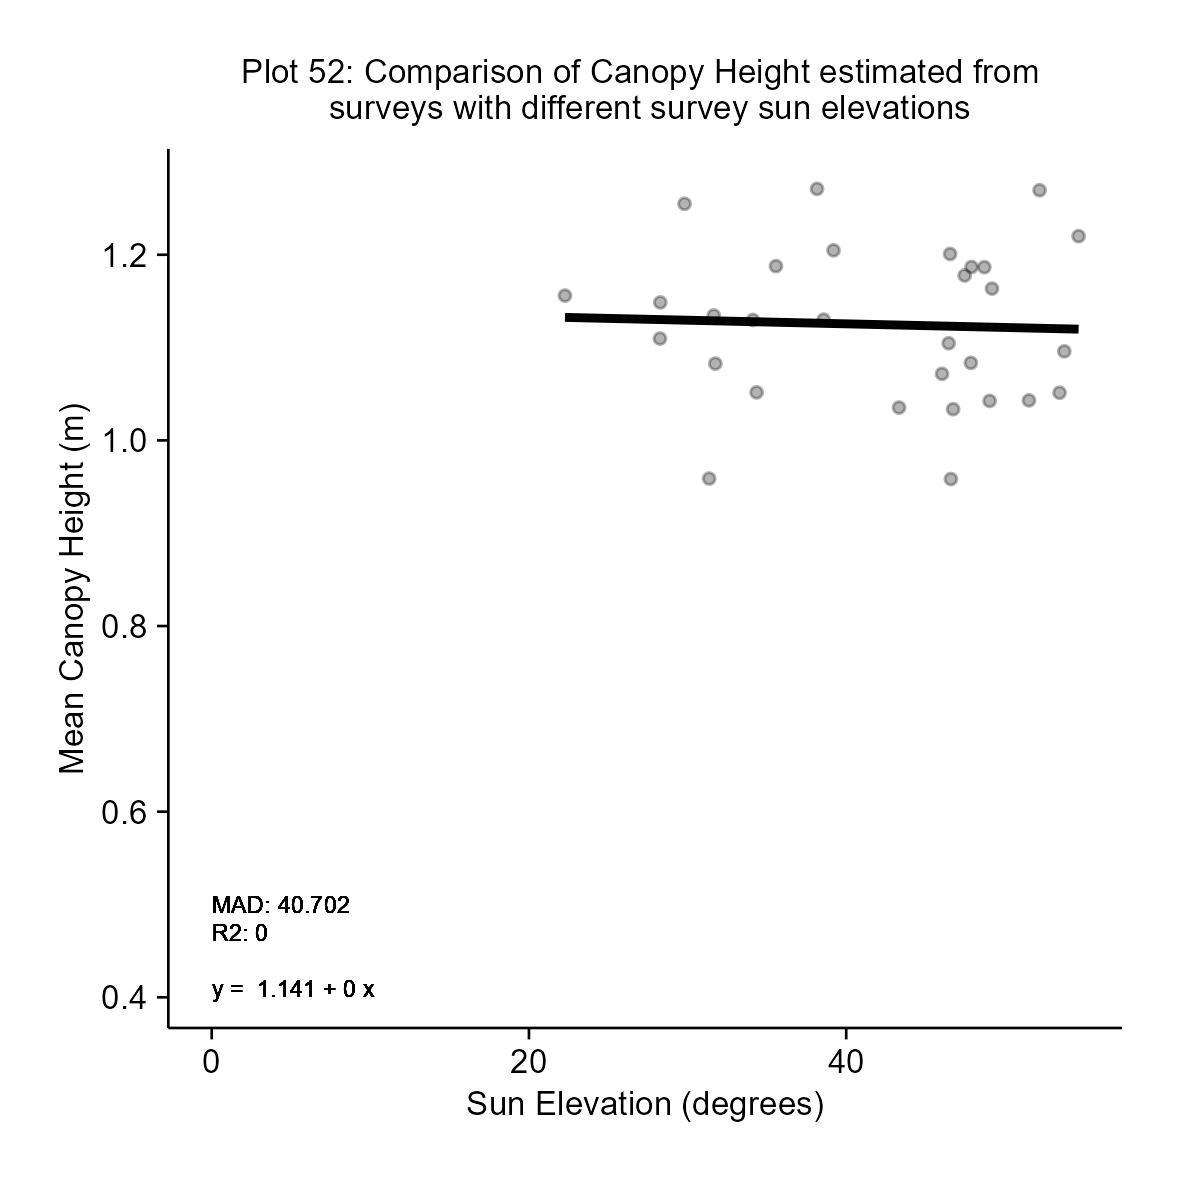 Plot 52: Comparison of Canopy Height estimated from
surveys with different survey sun elevations
Mean Canopy Height (m)
1.2
1.0
0.8
0.6
0.4
MAD: 40.702
R2: 0
y =  1.141 + 0 x
0
20
40
Sun Elevation (degrees)